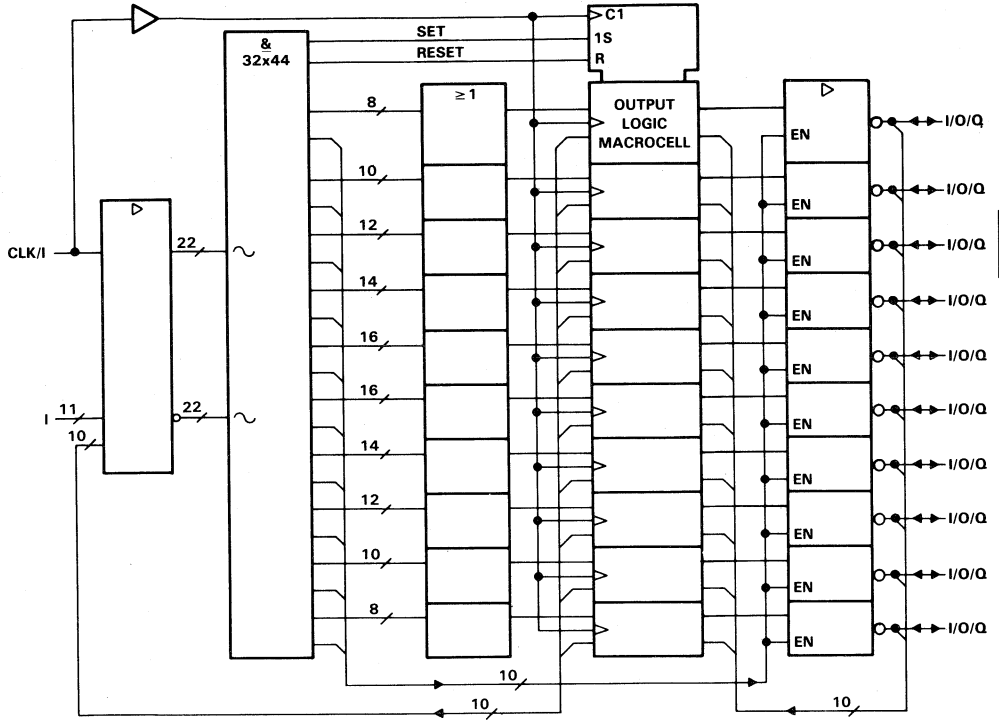 C1
SET
1S
&
RESET
R
32x44
≥1
8
OUTPUT
LOGIC
MACROCELL
EN
I/O/Q
10
EN
I/O/Q
12
EN
I/O/Q
CLK/I
22
14
EN
I/O/Q
16
EN
I/O/Q
16
EN
I/O/Q
I
11
22
10
14
EN
I/O/Q
12
EN
I/O/Q
10
EN
I/O/Q
8
EN
I/O/Q
10
10
10